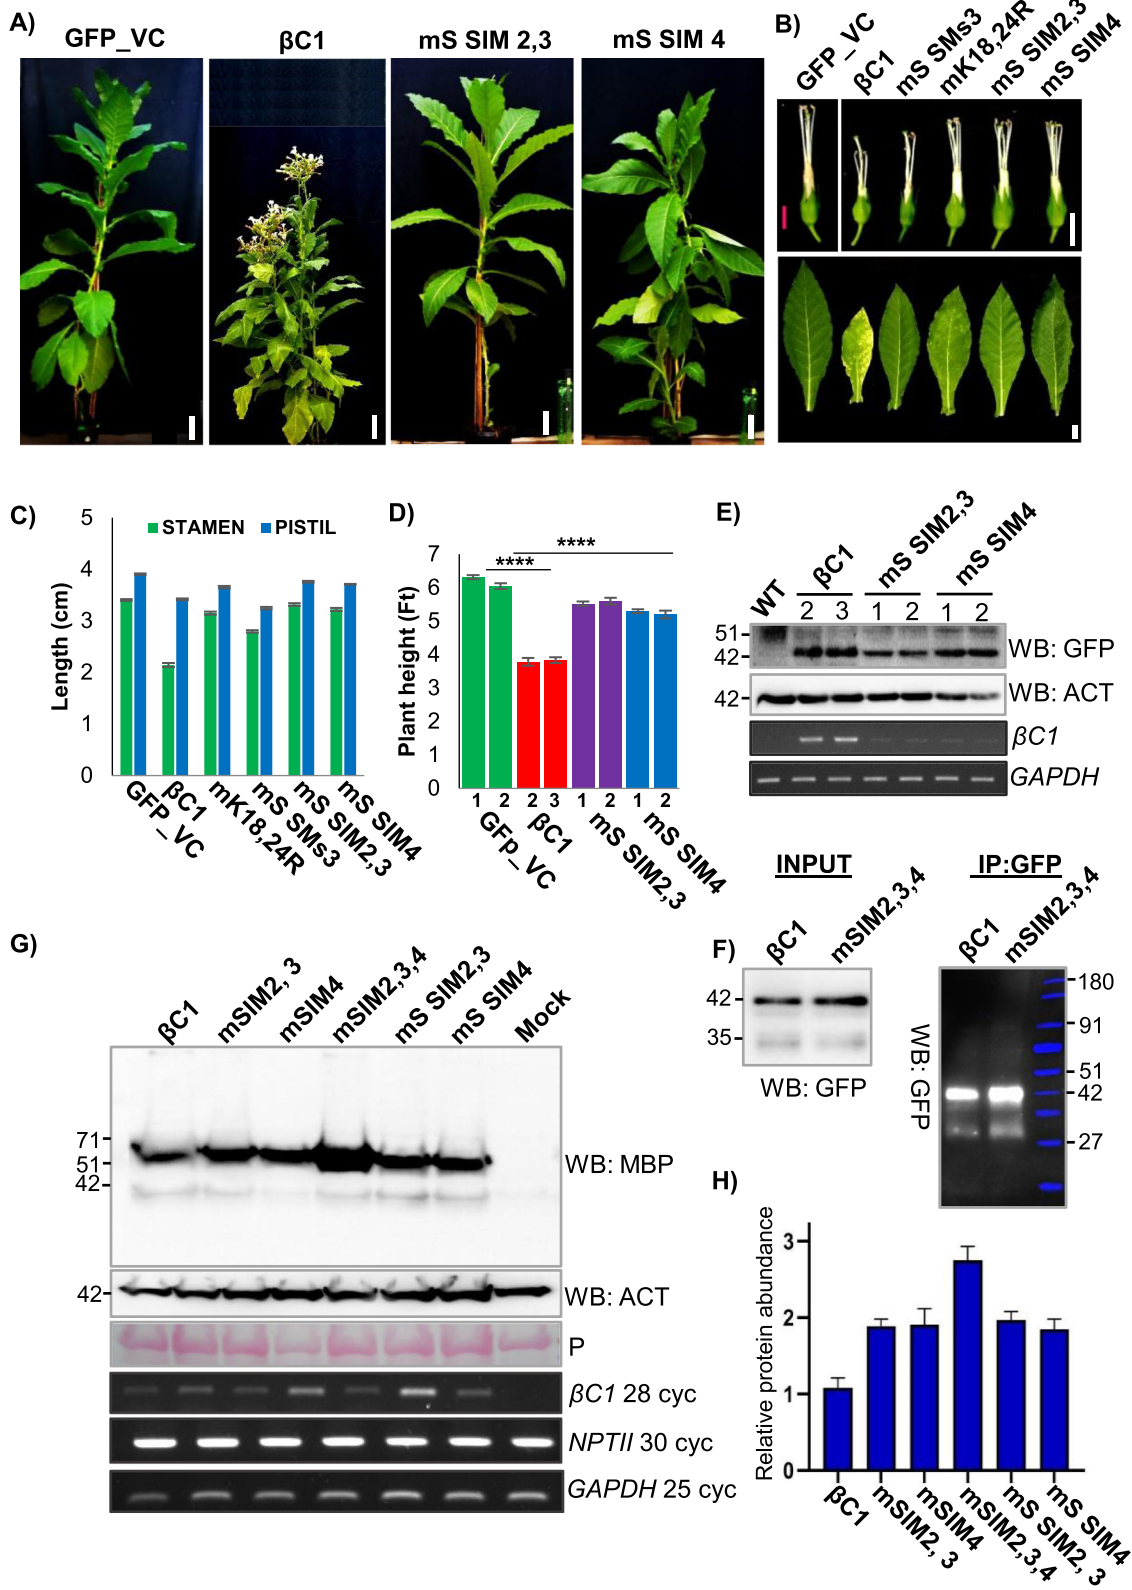 A)
GFP_VC
βC1
mS SIM 2,3
mS SIM 4
B)
GFP_VC
βC1
mS SMs3
mK18,24R
mS SIM2,3
mS SIM4
C)
5
4
3
2
1
0
Length (cm)
STAMEN
PISTIL
GFP_VC
βC1
mK18,24R
mS SMs3
mS SIM2,3
mS SIM4
D)
****
****
7
6
5
4
3
2
1
0
Plant height (Ft)
1 2 2 3 1 2 1 2
GFp_VC
βC1
mS SIM2,3
mS SIM4
E)
WT
βC1
mS SIM2,3
mS SIM4
2 3 1 2 1 2
51
42
WB: GFP
42
WB: ACT
βC1
GAPDH
F)
INPUT
βC1
mSIM2,3,4
42
35
WB: GFP
IP:GFP
βC1
mSIM2,3,4
WB: GFP
180
91
51
42
27
G)
βC1
mSIM2, 3
mSIM4
mSIM2,3,4
mS SIM2,3
mS SIM4
Mock
71
51
42
WB: MBP
42
WB: ACT
P
βC1 28 cyc
NPTII 30 cyc
GAPDH 25 cyc
H)
Relative protein abundance
3
2
1
0
βC1
mSIM2, 3
mSIM4
mSIM2,3,4
mS SIM2, 3
mS SIM4